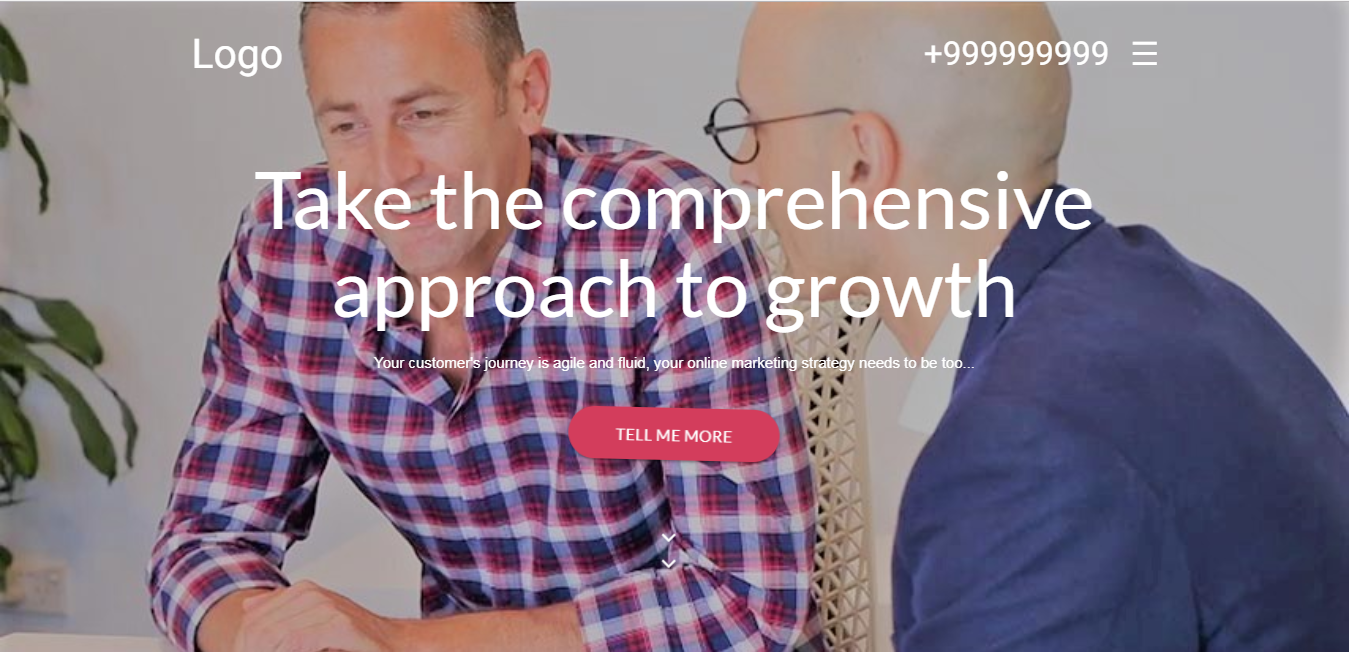 Logo
+999999999
Take the comprehensive
approach to growth
Your customer's journey is agile and fluid, your online marketing strategy needs to be too...
TELL ME MORE